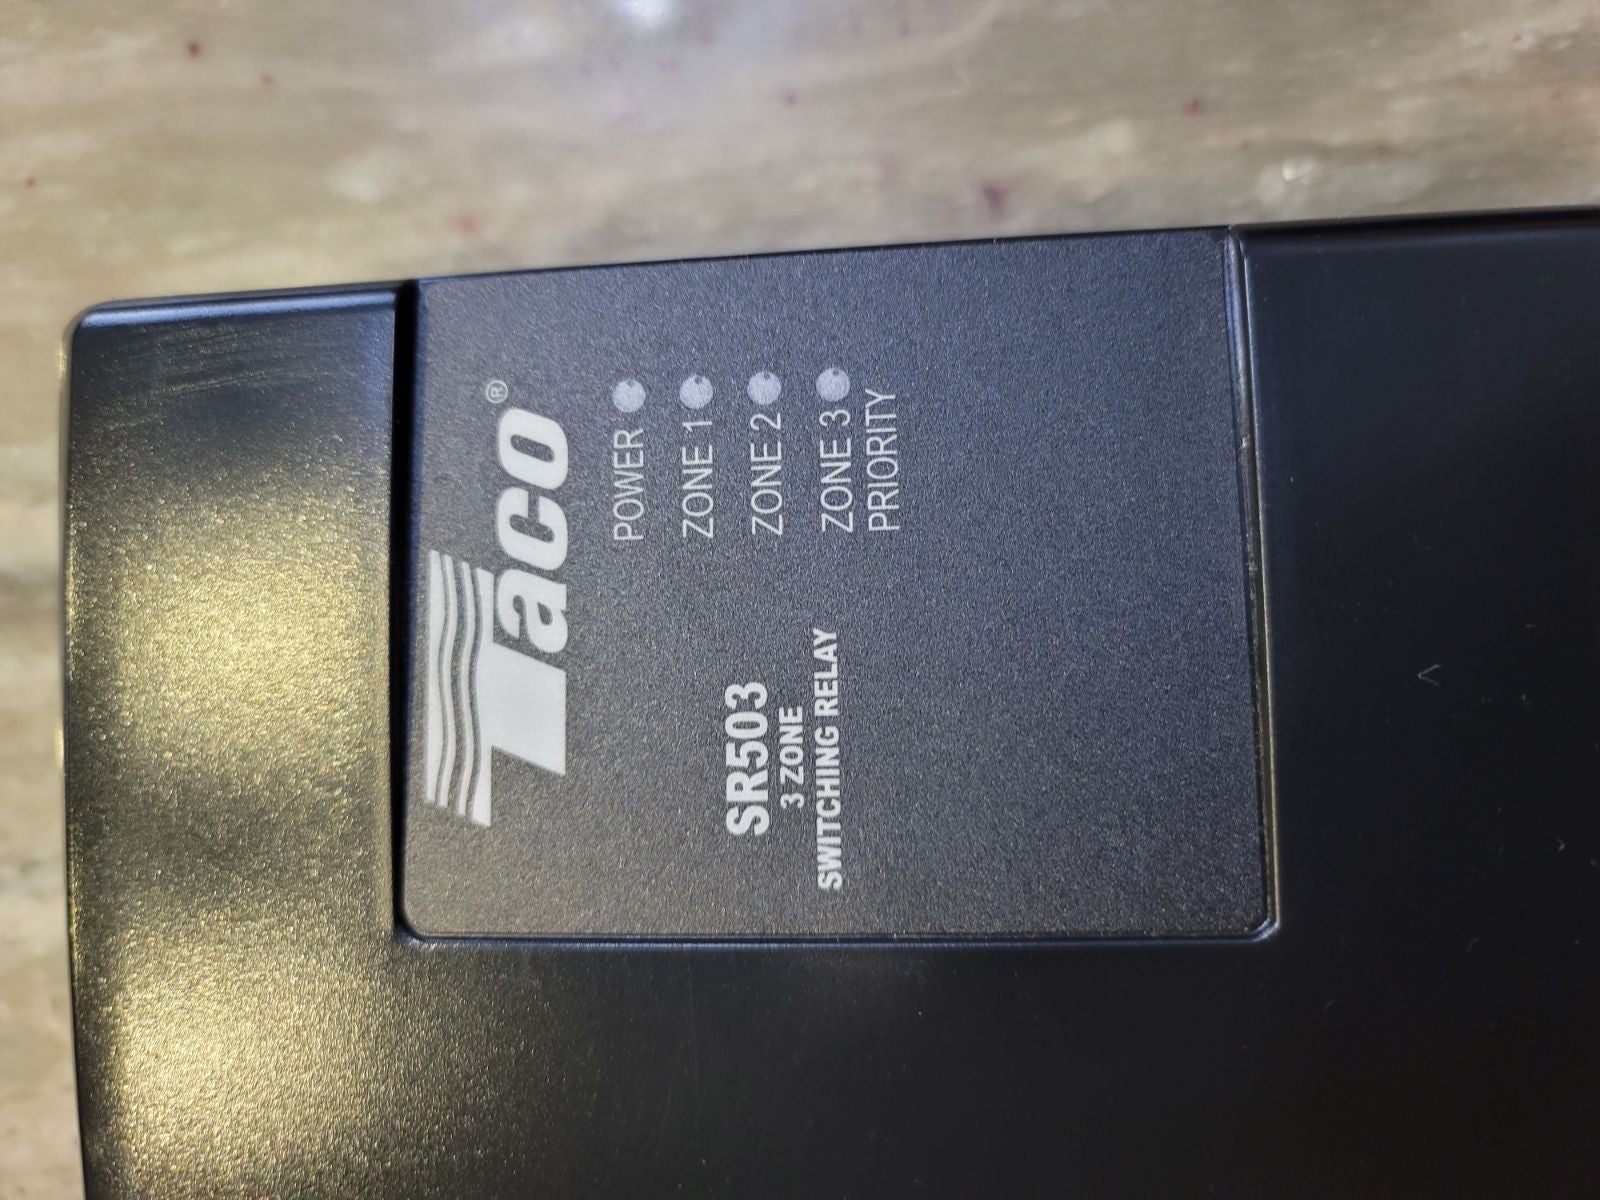 Taco®
POWER
ZONE 1
ZONE 2
ZONE 3
PRIORITY
SR503
3 ZONE
SWITCHING RELAY